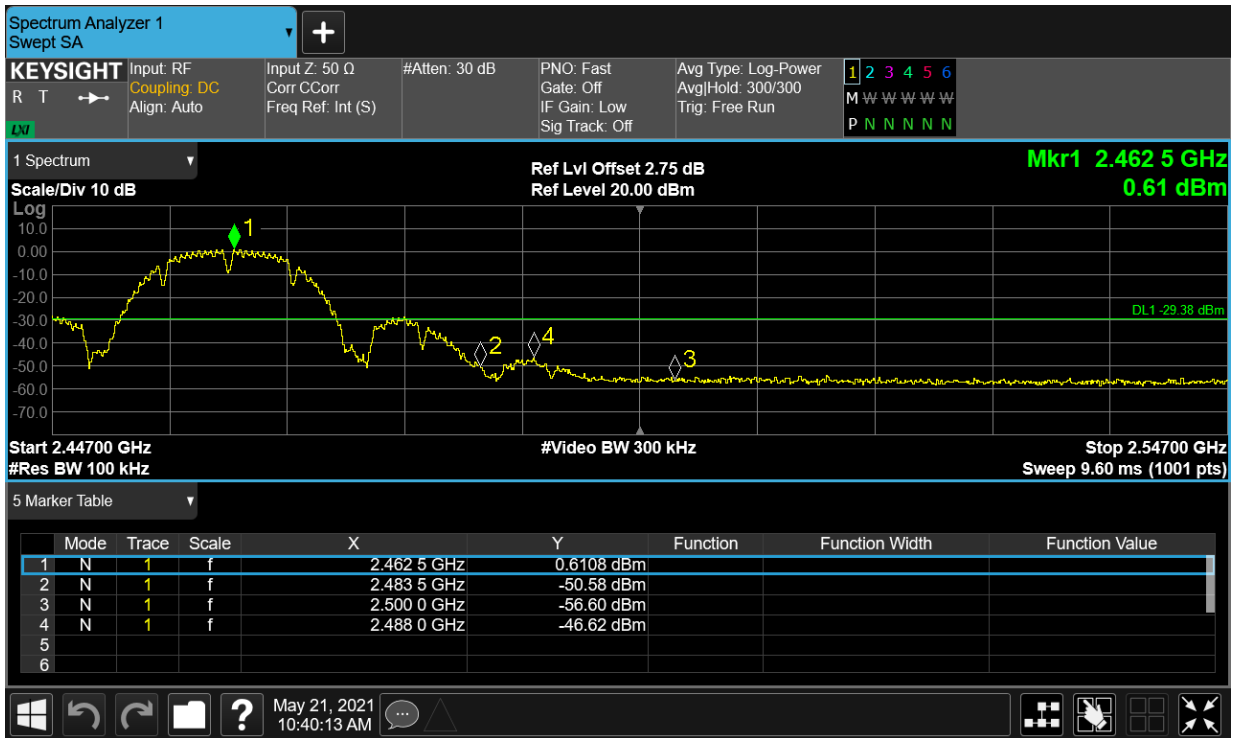 Spectrum Analyzer 1
Swept SA
KEYSIGHT
R T
LXI
Input: RF
Coupling: DC
Align: Auto
Input Z: 50 Ω
Corr CCorr
Freq Ref: Int (S)
#Atten: 30 dB
PNO: Fast
Gate: Off
IF Gain: Low
Sig Track: Off
Avg Type: Log-Power
Avg|Hold: 300/300
Trig: Free Run
1 2 3 4 5 6
M W W W W W
P N N N N N
1 Spectrum
Scale/Div 10 dB
Ref Lvl Offset 2.75 dB
Ref Level 20.00 dBm
Mkr1 2.462 5 GHz
0.61 dBm
Log
10.0
0.00
-10.0
-20.0
-30.0
-40.0
-50.0
-60.0
-70.0
1
2
4
3
DL1 -29.38 dBm
Start 2.44700 GHz
#Video BW 300 kHz
Stop 2.54700 GHz
#Res BW 100 kHz
Sweep 9.60 ms (1001 pts)
5 Marker Table
Mode Trace Scale X Y Function Function Width Function Value
1 N 1 f 2.462 5 GHz 0.6108 dBm
2 N 1 f 2.483 5 GHz -50.58 dBm
3 N 1 f 2.500 0 GHz -56.60 dBm
4 N 1 f 2.488 0 GHz -46.62 dBm
5
6
?
May 21, 2021
10:40:13 AM